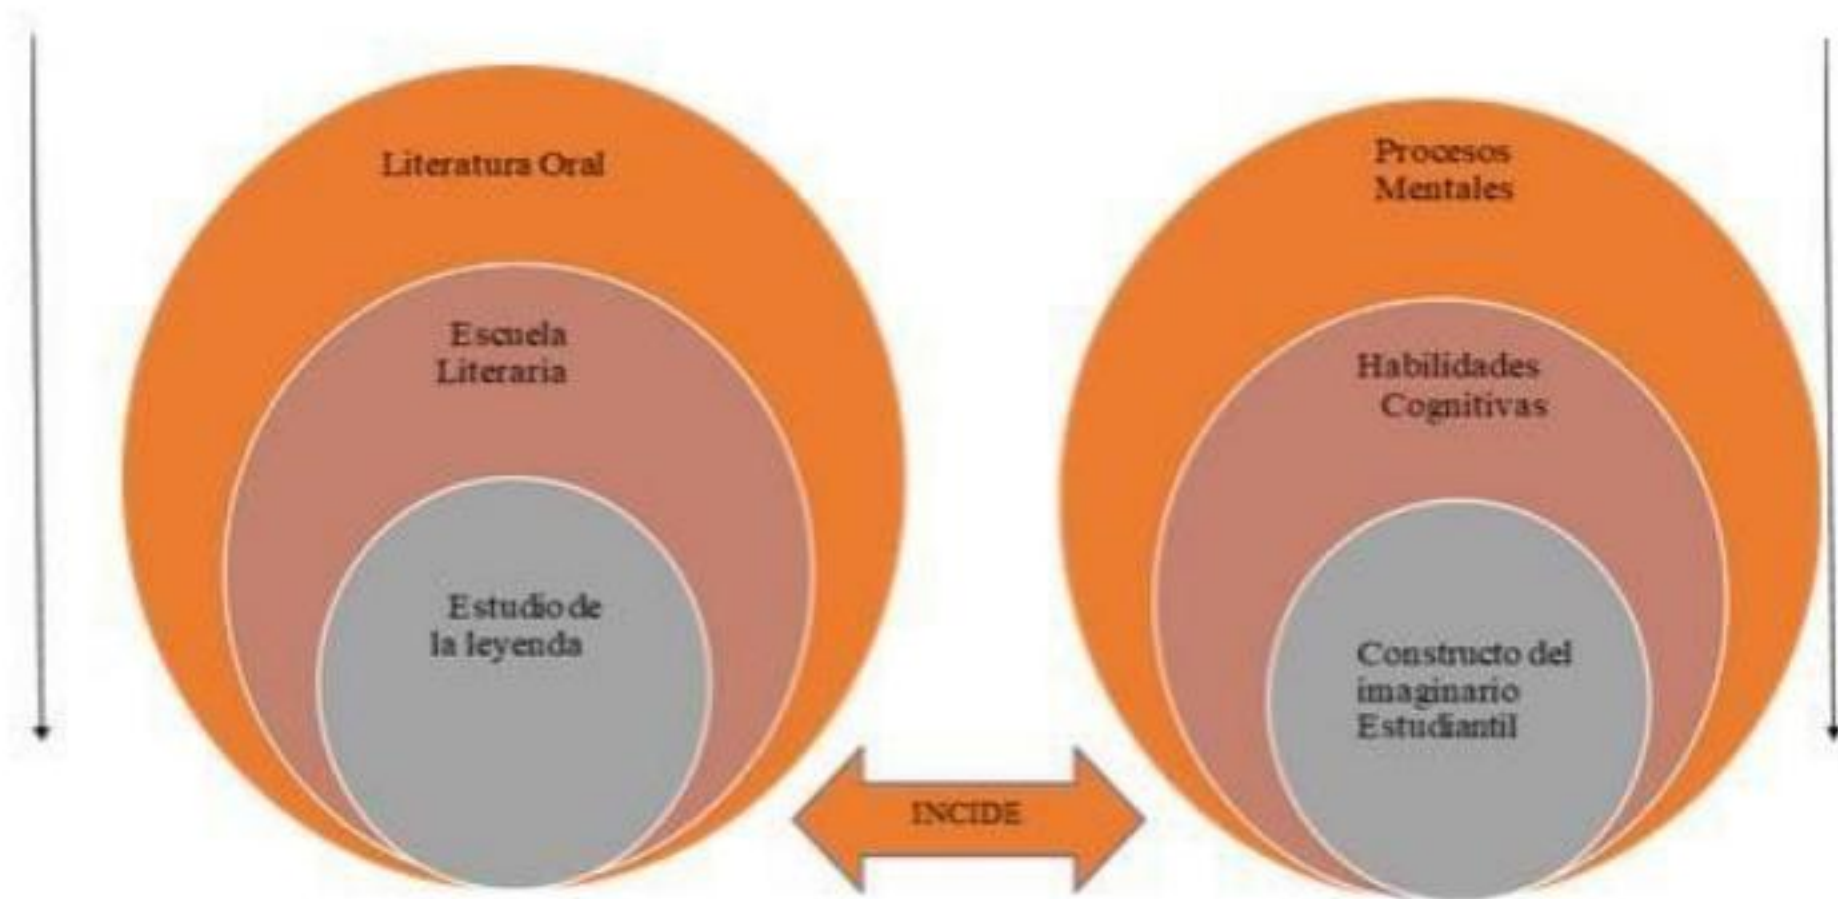 Literatura Oral
Escuela
Literaria
Estudio de
la leyenda
INCIDE
Procesos
Mentales
Habilidades
Cognitivas
Constructo del
imaginario
Estudiantil